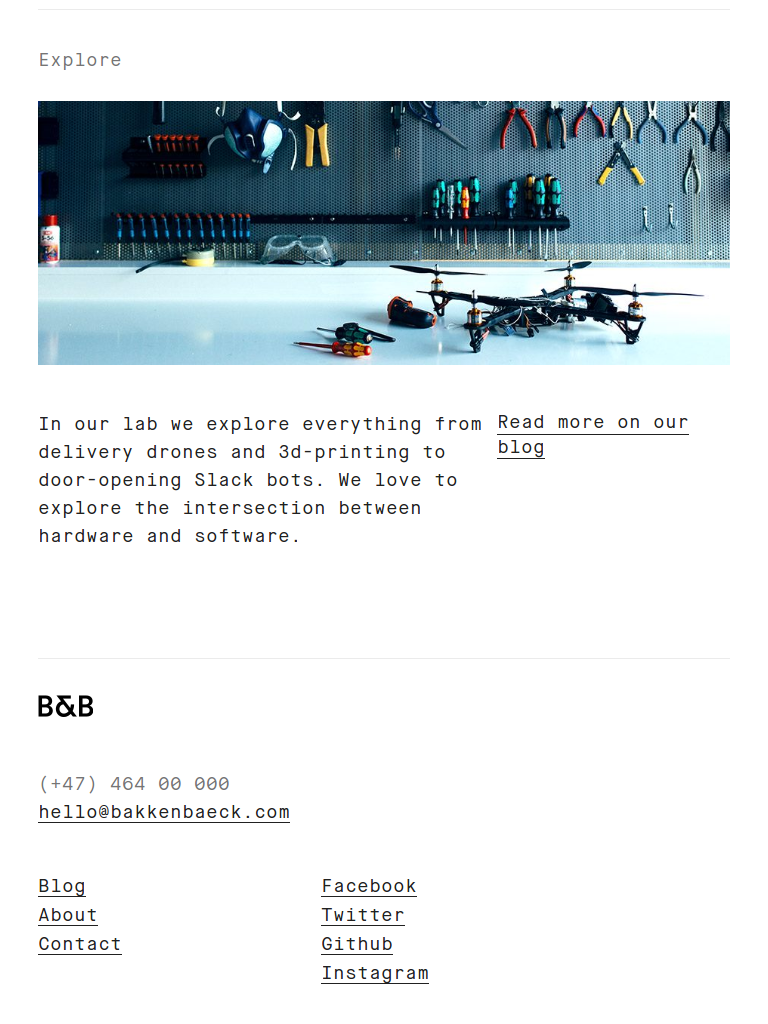 Explore
In our lab we explore everything from
delivery drones and 3d-printing to
door-opening Slack bots. We love to
explore the intersection between
hardware and software.
Read more on our
blog
B&B
(+47) 464 00 000
hello@bakkenbaeck.com
Blog
About
Contact
Facebook
Twitter
Github
Instagram